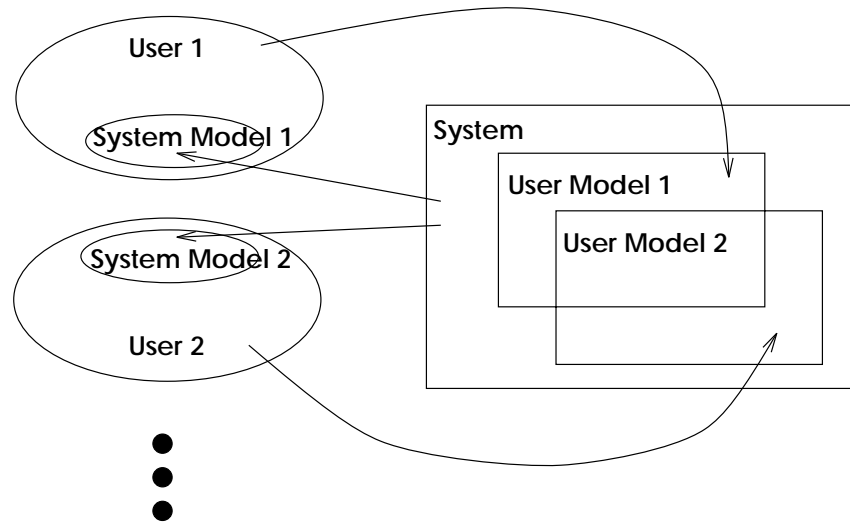 User 1
System Model 1
System
User Model 1
User Model 2
System Model 2
User 2